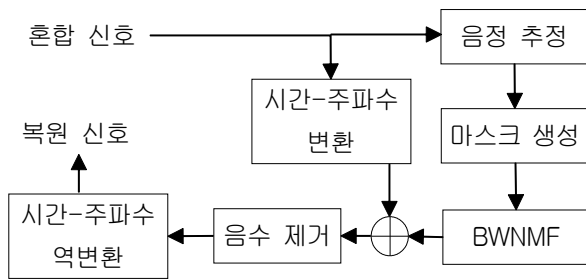 혼합 신호
음정 추정
시간-주파수
변환
마스크 생성
복원 신호
시간-주파수
역변환
음수 제거
BWNMF